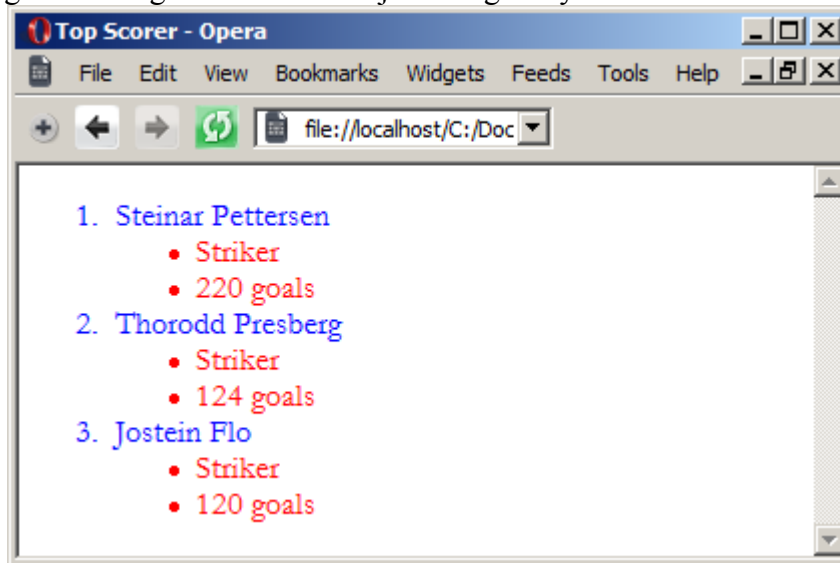 Top Scorer - Opera
File Edit View Bookmarks Widgets Feeds Tools Help
file://localhost/C:/Doc
1. Steinar Pettersen
• Striker
• 220 goals
2. Thorodd Presberg
• Striker
• 124 goals
3. Jostein Flo
• Striker
• 120 goals